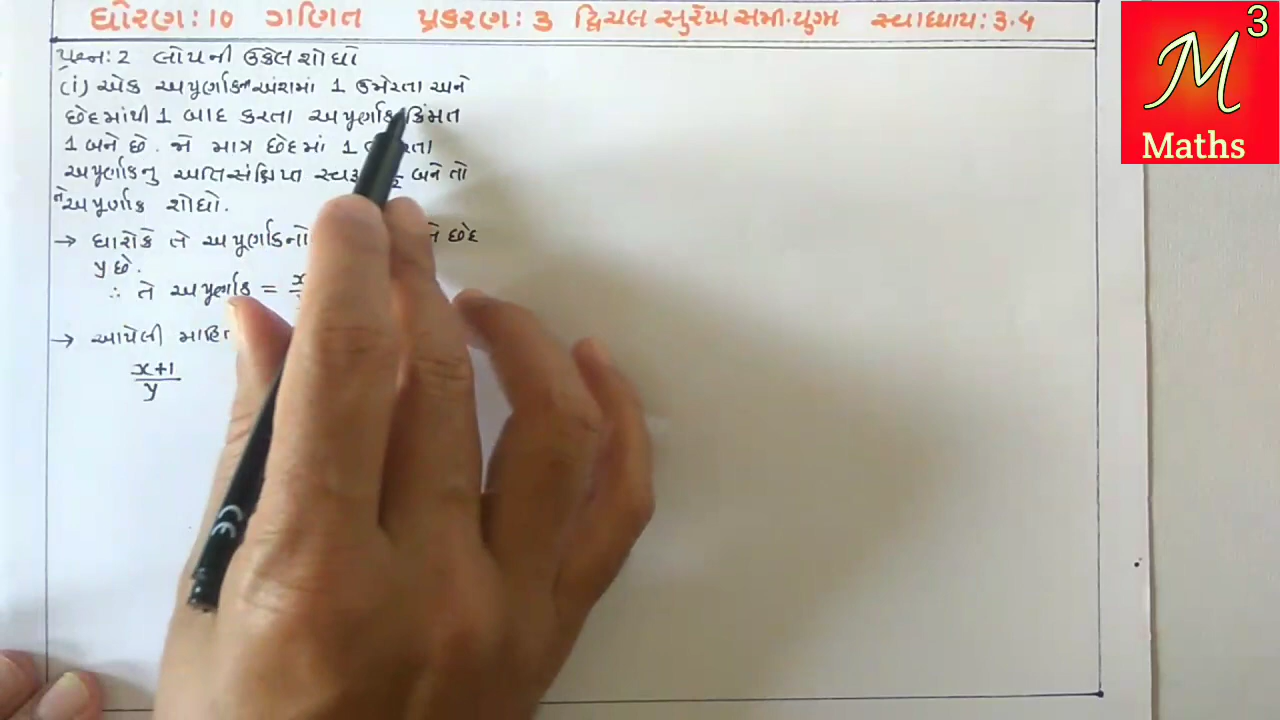 ધોરણ: 10 ગણિત પ્રકરણ: 3 દ્વિચલ સુરેખ સમી.યુગ્મ સ્વાધ્યાય: 3.4
M3
Maths
પ્રશ્ન: 2 લોપની ઉકેલ શોધો
(i) એક અપૂર્ણાકના અંશમાં 1 ઉમેરતા અને
છેદમાંથી 1 બાદ કરતા અપૂર્ણાક કિંમત
1 બને છે. જો માત્ર છેદમાં 1
અપૂર્ણાકનુ અતિસંક્ષિપ્ત બને તો
તે અપૂર્ણાક શોધો.
→ ધારોકે તે અપૂર્ણાકનો છેદ
y છે.
∴ તે અપૂર્ણાક = x
→ આપેલી
x+1
y
CE